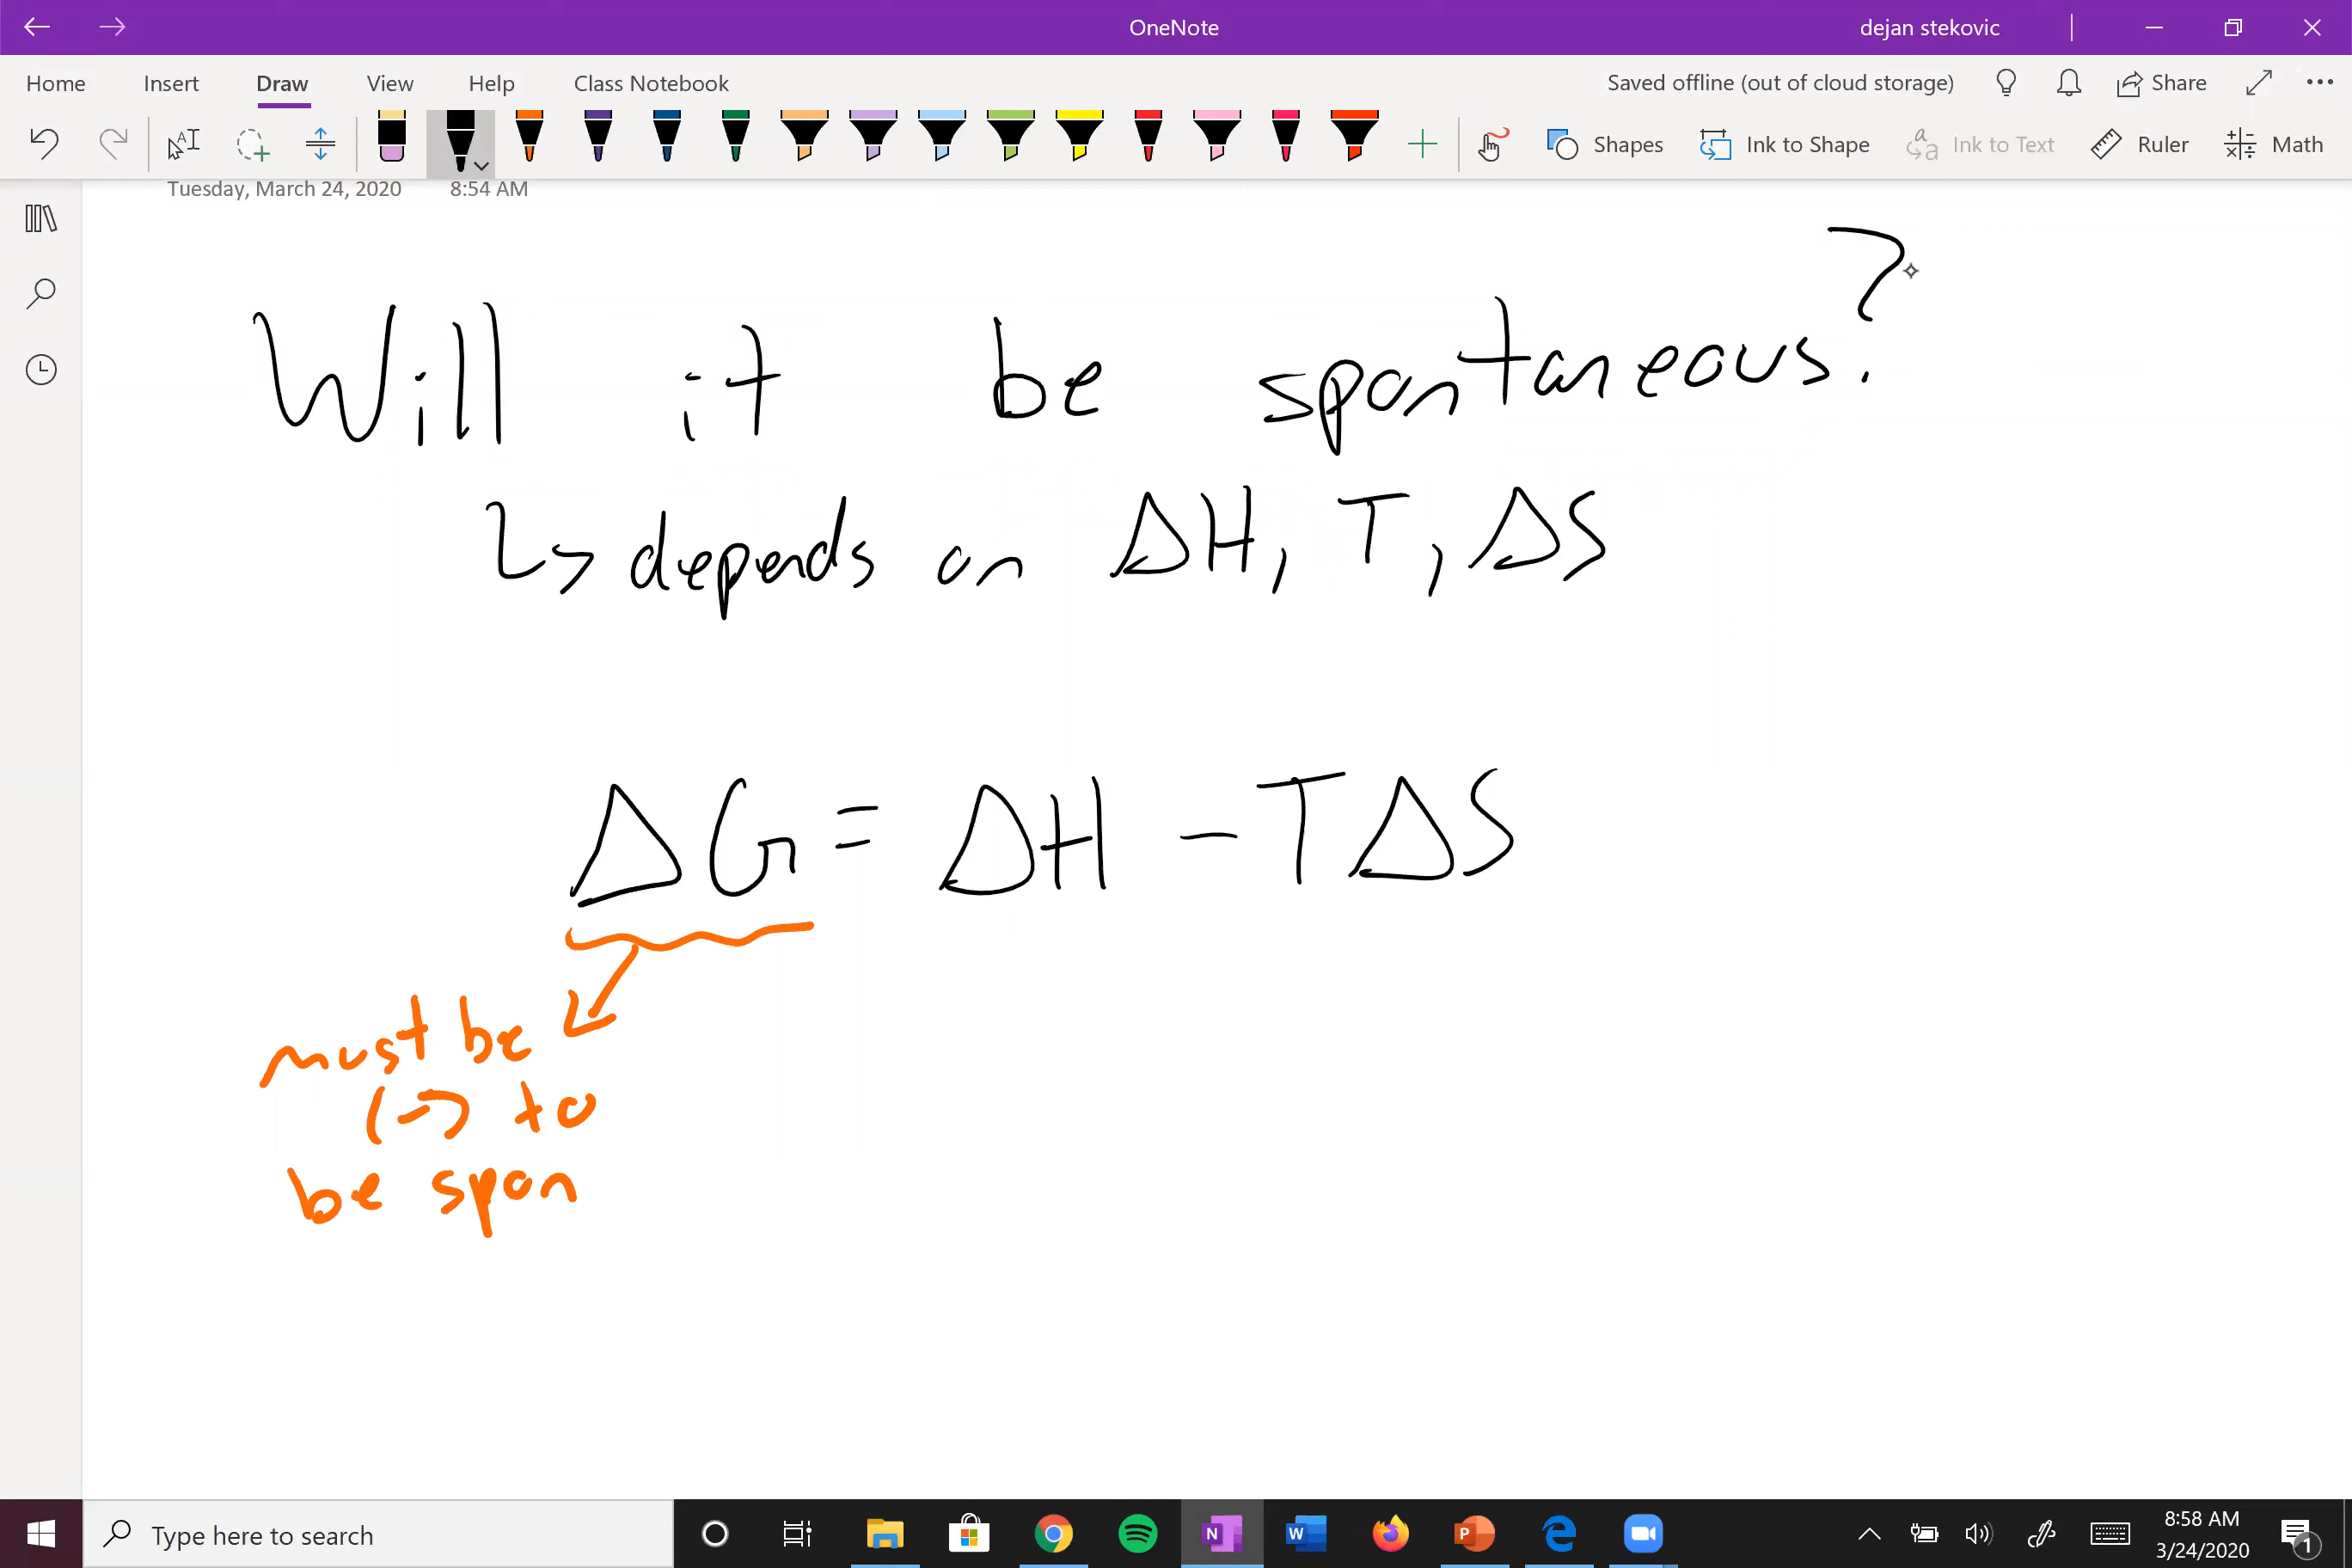 OneNote
dejan stekovic
Home Insert Draw View Help Class Notebook
Saved offline (out of cloud storage) Share
Shapes Ink to Shape Ink to Text Ruler Math
Tuesday, March 24, 2020 8:54 AM
Will it be spontaneous?
↳ depends on ΔH, T, ΔS
ΔG = ΔH - TΔS
must be
(-) to
be spon
Type here to search
8:58 AM
3/24/2020
1